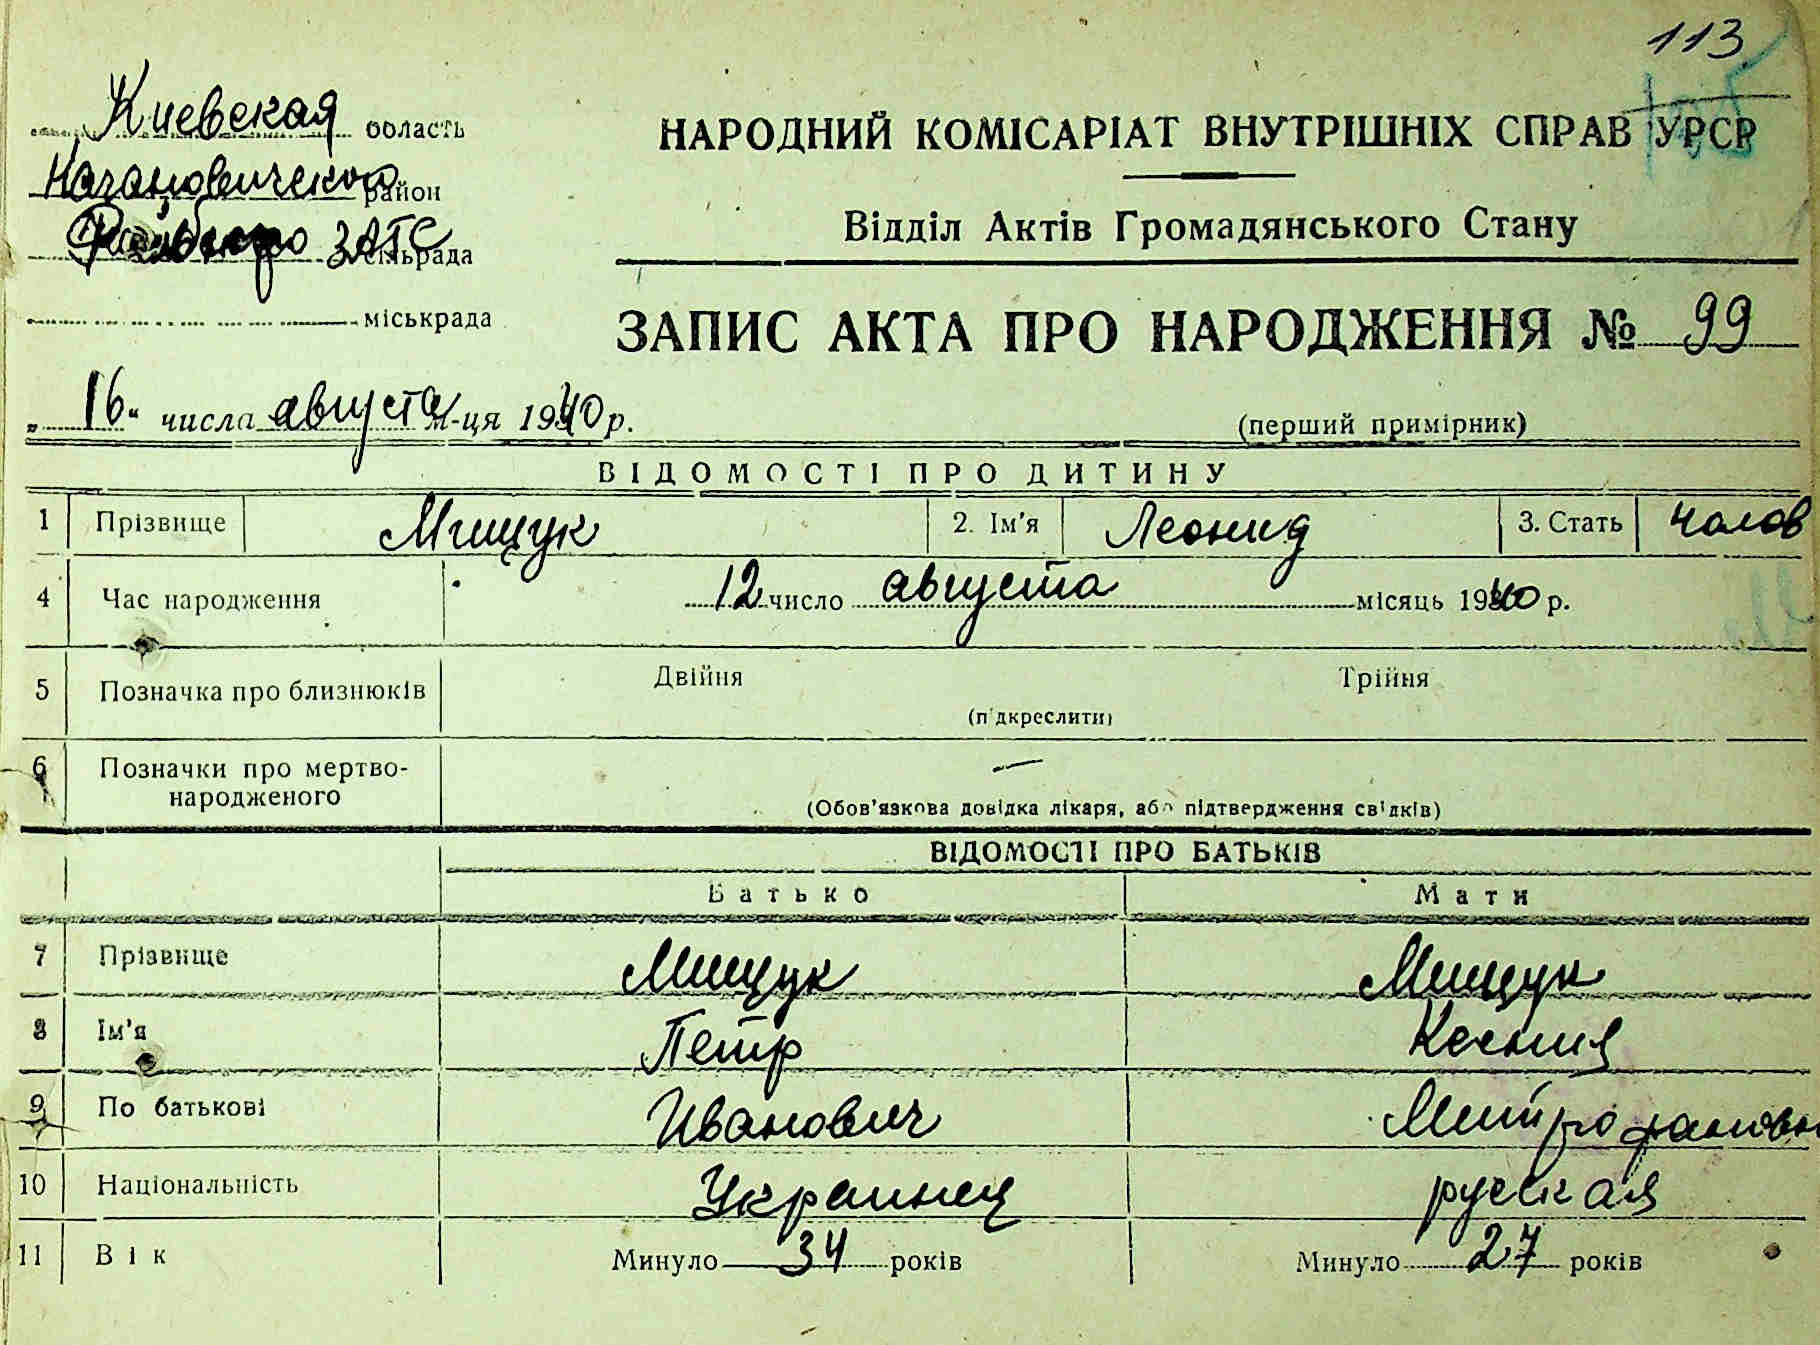 113
Киевская область
Кагановичского район
Райбюро ЗАГС сільрада
міськрада
НАРОДНИЙ КОМІСАРІАТ ВНУТРІШНІХ СПРАВ УРСР
Відділ Актів Громадянського Стану
ЗАПИС АКТА ПРО НАРОДЖЕННЯ № 99
„16“ числа августа м-ця 1940 р.
(перший примірник)
ВІДОМОСТІ ПРО ДИТИНУ
1 Прізвище Мищук 2. Ім'я Леонид 3. Стать чолов
4 Час народження 12 число августа місяць 1940 р.
5 Позначка про близнюків Двійня Трійня
(підкреслити)
6 Позначки про мертво-
народженого —
(Обов'язкова довідка лікаря, або підтвердження свідків)
ВІДОМОСТІ ПРО БАТЬКІВ
Батько Мати
7 Прізвище Мищук Мищук
8 Ім'я Петр Ксения
9 По батькові Иванович Митрофановн
10 Національність Украинец русская
11 Вік Минуло 34 років Минуло 27 років